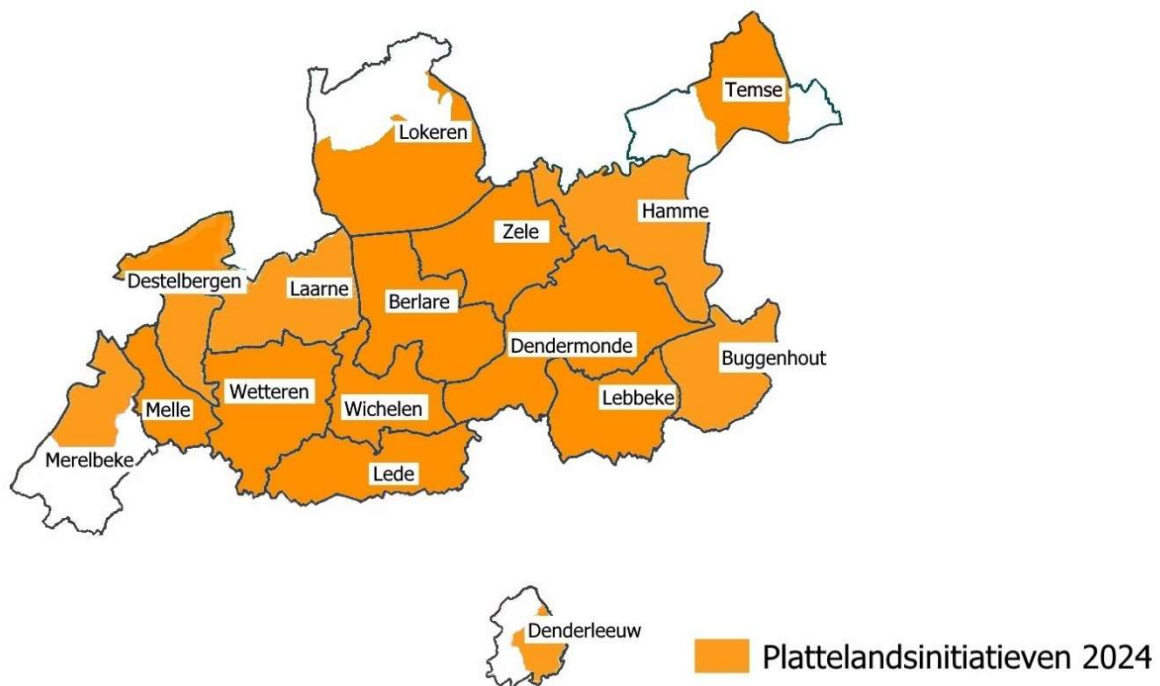 Temse
Lokeren
Hamme
Zele
Destelbergen
Laarne
Berlare
Dendermonde
Buggenhout
Wetteren
Lebbeke
Melle
Wichelen
Merelbeke
Lede
Denderleeuw
Plattelandsinitiatieven 2024